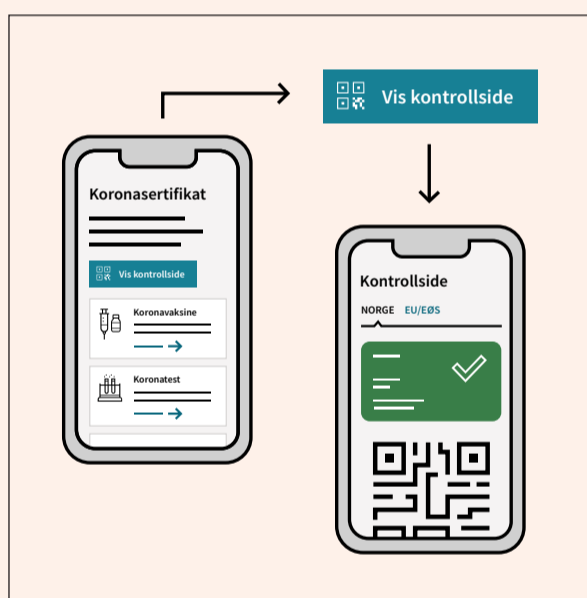 Vis kontrollside
Koronasertifikat
Vis kontrollside
Koronavaksine
Koronatest
Kontrollside
NORGE EU/EØS